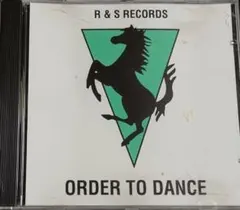 R & S RECORDS
ORDER TO DANCE